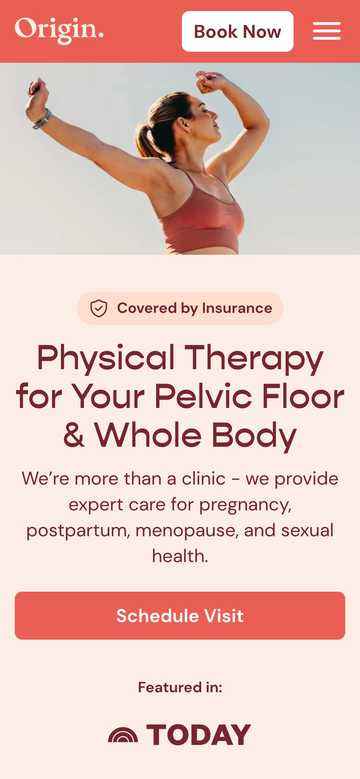 Origin.
Book Now
Covered by Insurance
Physical Therapy
for Your Pelvic Floor
& Whole Body
We’re more than a clinic – we provide
expert care for pregnancy,
postpartum, menopause, and sexual
health.
Schedule Visit
Featured in:
TODAY